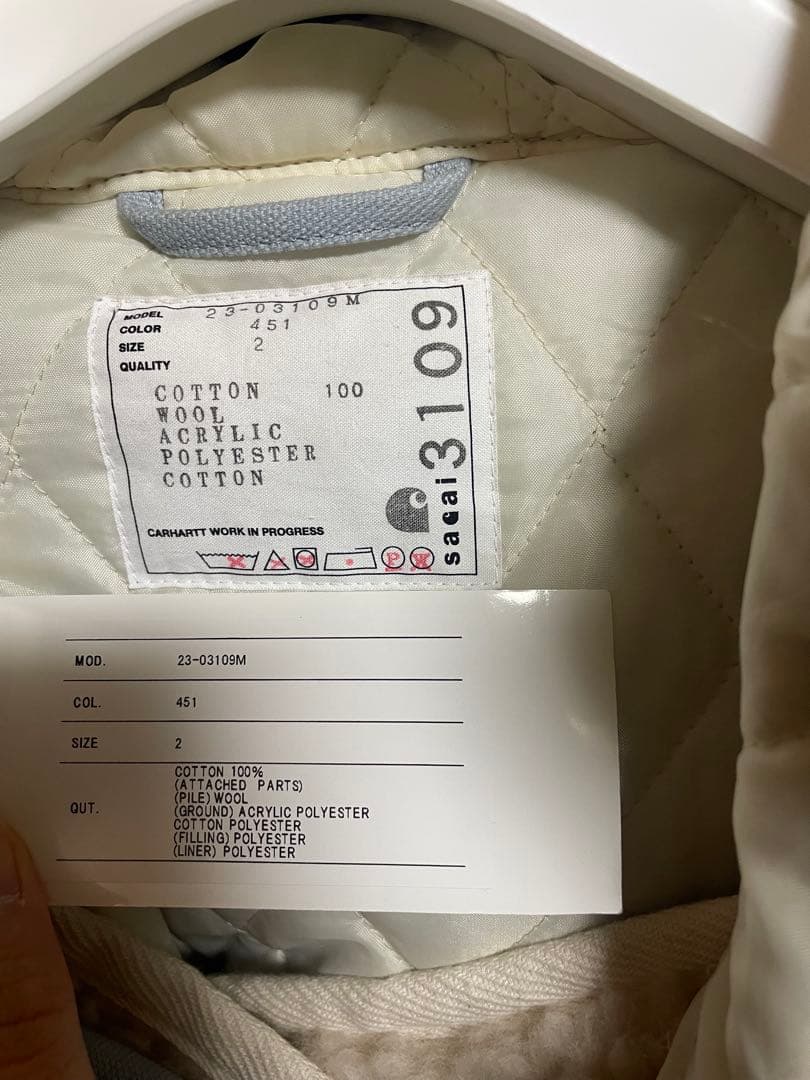 MODEL 23-03109M
COLOR 451
SIZE 2
QUALITY
COTTON 100
WOOL
ACRYLIC
POLYESTER
COTTON
CARHARTT WORK IN PROGRESS
P
sacai 3109
MOD. 23-03109M
COL. 451
SIZE 2
QUT.
COTTON 100%
(ATTACHED PARTS)
(PILE) WOOL
(GROUND) ACRYLIC POLYESTER
COTTON POLYESTER
(FILLING) POLYESTER
(LINER) POLYESTER